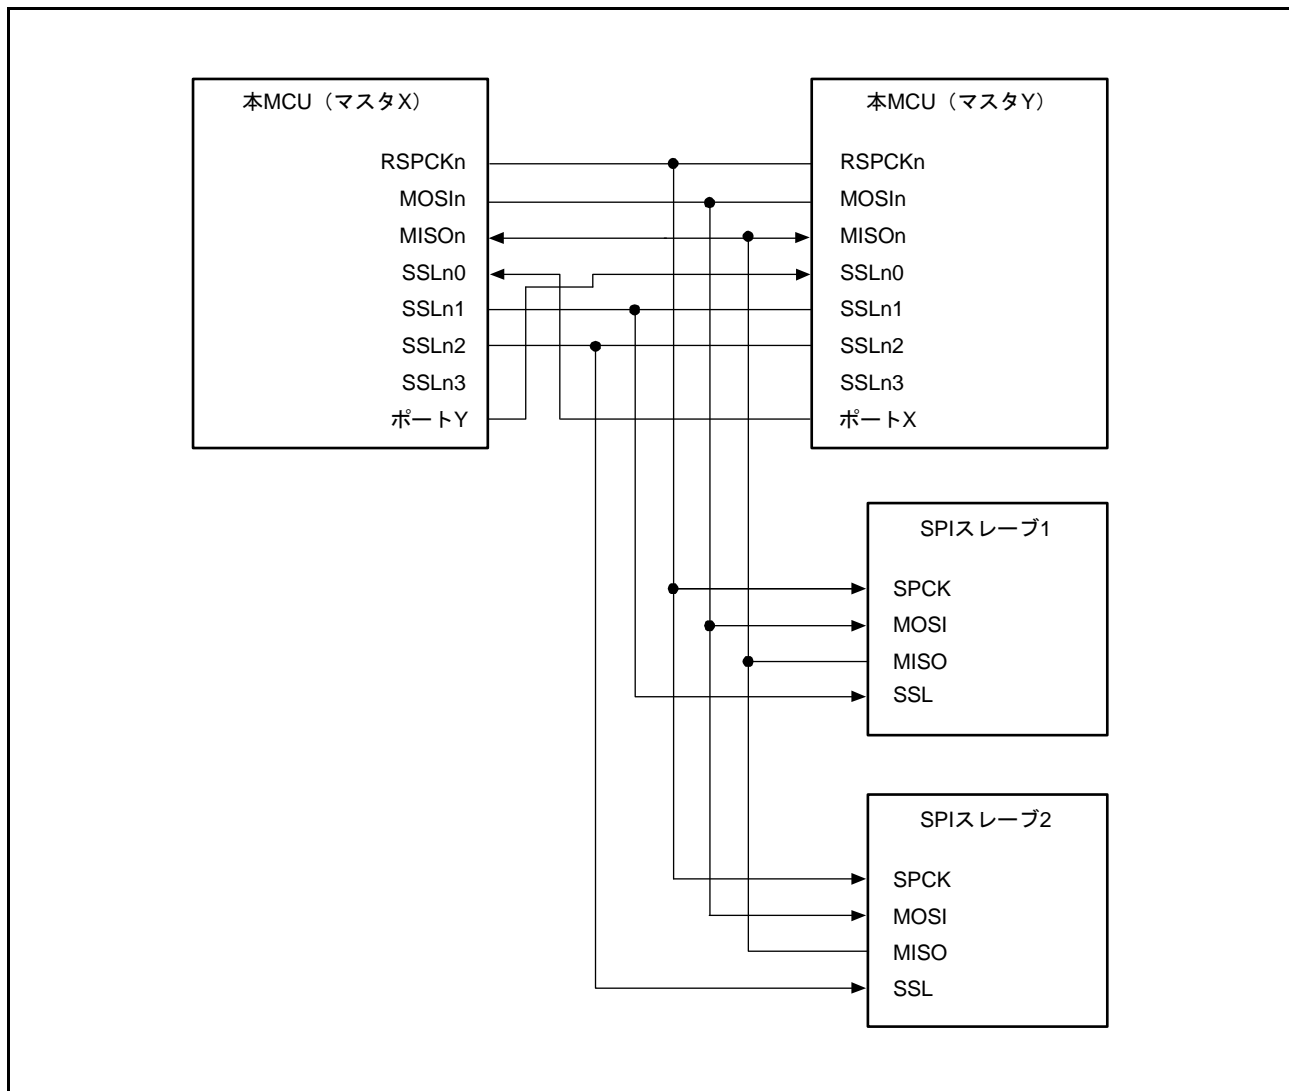 本MCU（マスタX）
RSPCKn
MOSIn
MISOn
SSLn0
SSLn1
SSLn2
SSLn3
ポートY
本MCU（マスタY）
RSPCKn
MOSIn
MISOn
SSLn0
SSLn1
SSLn2
SSLn3
ポートX
SPIスレーブ1
SPCK
MOSI
MISO
SSL
SPIスレーブ2
SPCK
MOSI
MISO
SSL